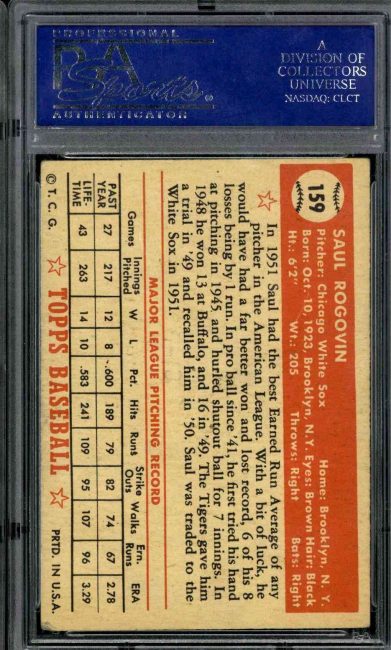 PROFESSIONAL
PSA
Sports
AUTHENTICATOR
A
DIVISION OF
COLLECTORS
UNIVERSE
NASDAQ: CLCT
159
SAUL ROGOVIN
Pitcher: Chicago White Sox Home: Brooklyn, N. Y.
Born: Oct. 10, 1923, Brooklyn, N.Y. Eyes: Brown Hair: Black
Ht.: 6'2" Wt.: 205 Throws: Right Bats: Right
In 1951 Saul had the best Earned Run Average of any
pitcher in the American League. With a bit of luck, he
would have had a far better won and lost record, 6 of his 8
losses being by 1 run. In pro ball since '41, he first tried his hand
at pitching in 1945 and hurled shutout ball for 7 innings. In
1948 he won 13 at Buffalo, and 16 in '49. The Tigers gave him
a trial in '49 and recalled him in '50. Saul was traded to the
White Sox in 1951.
MAJOR LEAGUE PITCHING RECORD
Games Innings Pitched W L Pct. Hits Runs Strike Outs Walks Ern. Runs ERA
PAST YEAR 27 217 12 8 .600 189 79 82 74 67 2.78
LIFE-TIME 43 263 14 10 .583 241 109 95 107 96 3.29
© T. C. G. TOPPS BASEBALL PRTD. IN U.S.A.